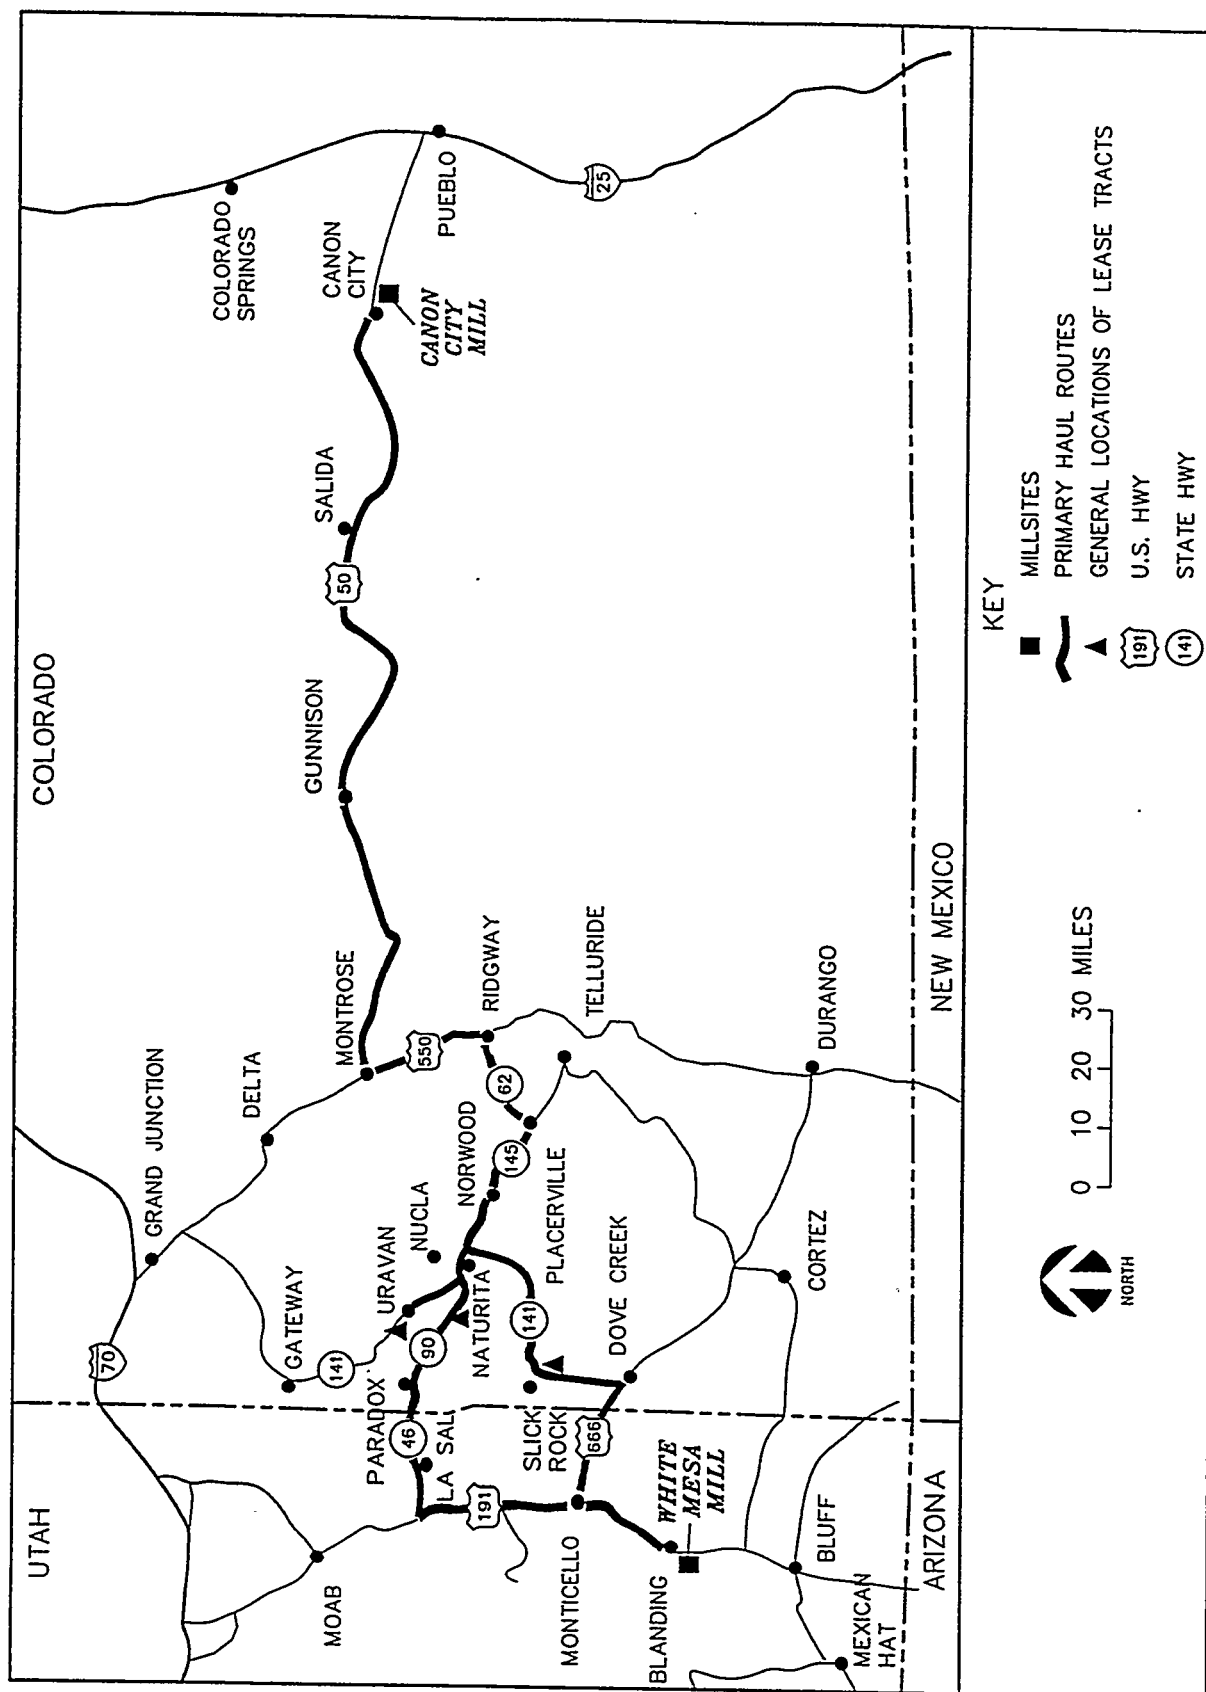 UTAH
COLORADO
70
GRAND JUNCTION
DELTA
GATEWAY
MOAB
141
MONTROSE
GUNNISON
50
SALIDA
COLORADO
SPRINGS
CANON
CITY
CANON
CITY
MILL
PUEBLO
25
URAVAN
NUCLA
PARADOX
90
46
LA SAL
NATURITA
NORWOOD
145
62
550
RIDGWAY
PLACERVILLE
TELLURIDE
191
141
SLICK
ROCK
DOVE CREEK
666
MONTICELLO
WHITE
MESA
MILL
BLANDING
CORTEZ
DURANGO
BLUFF
MEXICAN
HAT
ARIZONA
NEW MEXICO
NORTH
0 10 20 30 MILES
KEY
MILLSITES
PRIMARY HAUL ROUTES
GENERAL LOCATIONS OF LEASE TRACTS
191 U.S. HWY
141 STATE HWY